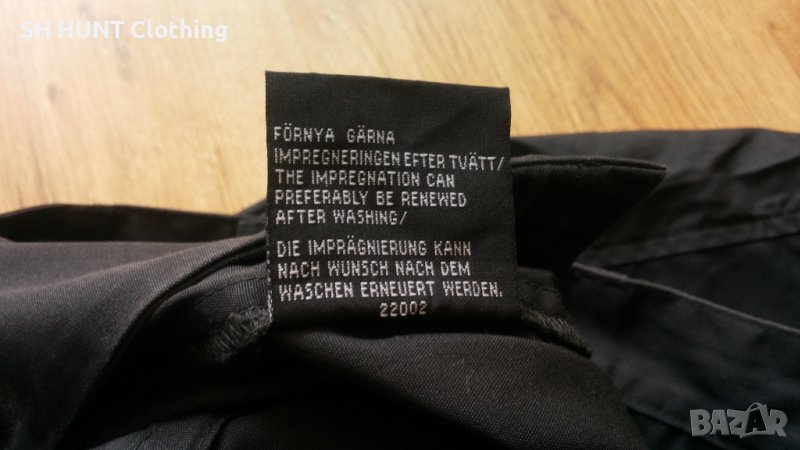 SH HUNT Clothing
FÖRNYA GÄRNA
IMPREGNERINGEN EFTER TVÄTT/
THE IMPREGNATION CAN
PREFERABLY BE RENEWED
AFTER WASHING/
DIE IMPRÄGNIERUNG KANN
NACH WUNSCH NACH DEM
WASCHEN ERNEUERT WERDEN.
22002
BAZAR